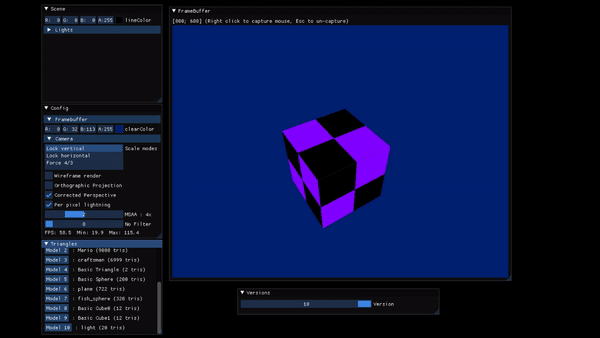 ▼ Scene
R: 0 G: 0 B: 0 A:255 lineColor
▶ Lights
▼ Config
▼ FrameBuffer
R: 0 G: 32 B:113 A:255 clearColor
▼ Camera
Lock vertical Scale modes
Lock horizontal
Force 4/3
Wireframe render
Orthographic Projection
Corrected Perspective
Per pixel lightning
2 MSAA : 4x
0 No Filter
FPS: 58.5 Min: 19.9 Max: 115.4
▼ Triangles
Model 2 : Mario (9000 tris)
Model 3 : craftsman (6999 tris)
Model 4 : Basic Triangle (2 tris)
Model 5 : Basic Sphere (200 tris)
Model 6 : plane (722 tris)
Model 7 : fish_sphere (320 tris)
Model 8 : Basic Cube0 (12 tris)
Model 9 : Basic Cube1 (12 tris)
Model 10 : light (20 tris)
▼ FrameBuffer
[800; 600] (Right click to capture mouse, Esc to un-capture)
▼ Versions
10 Version